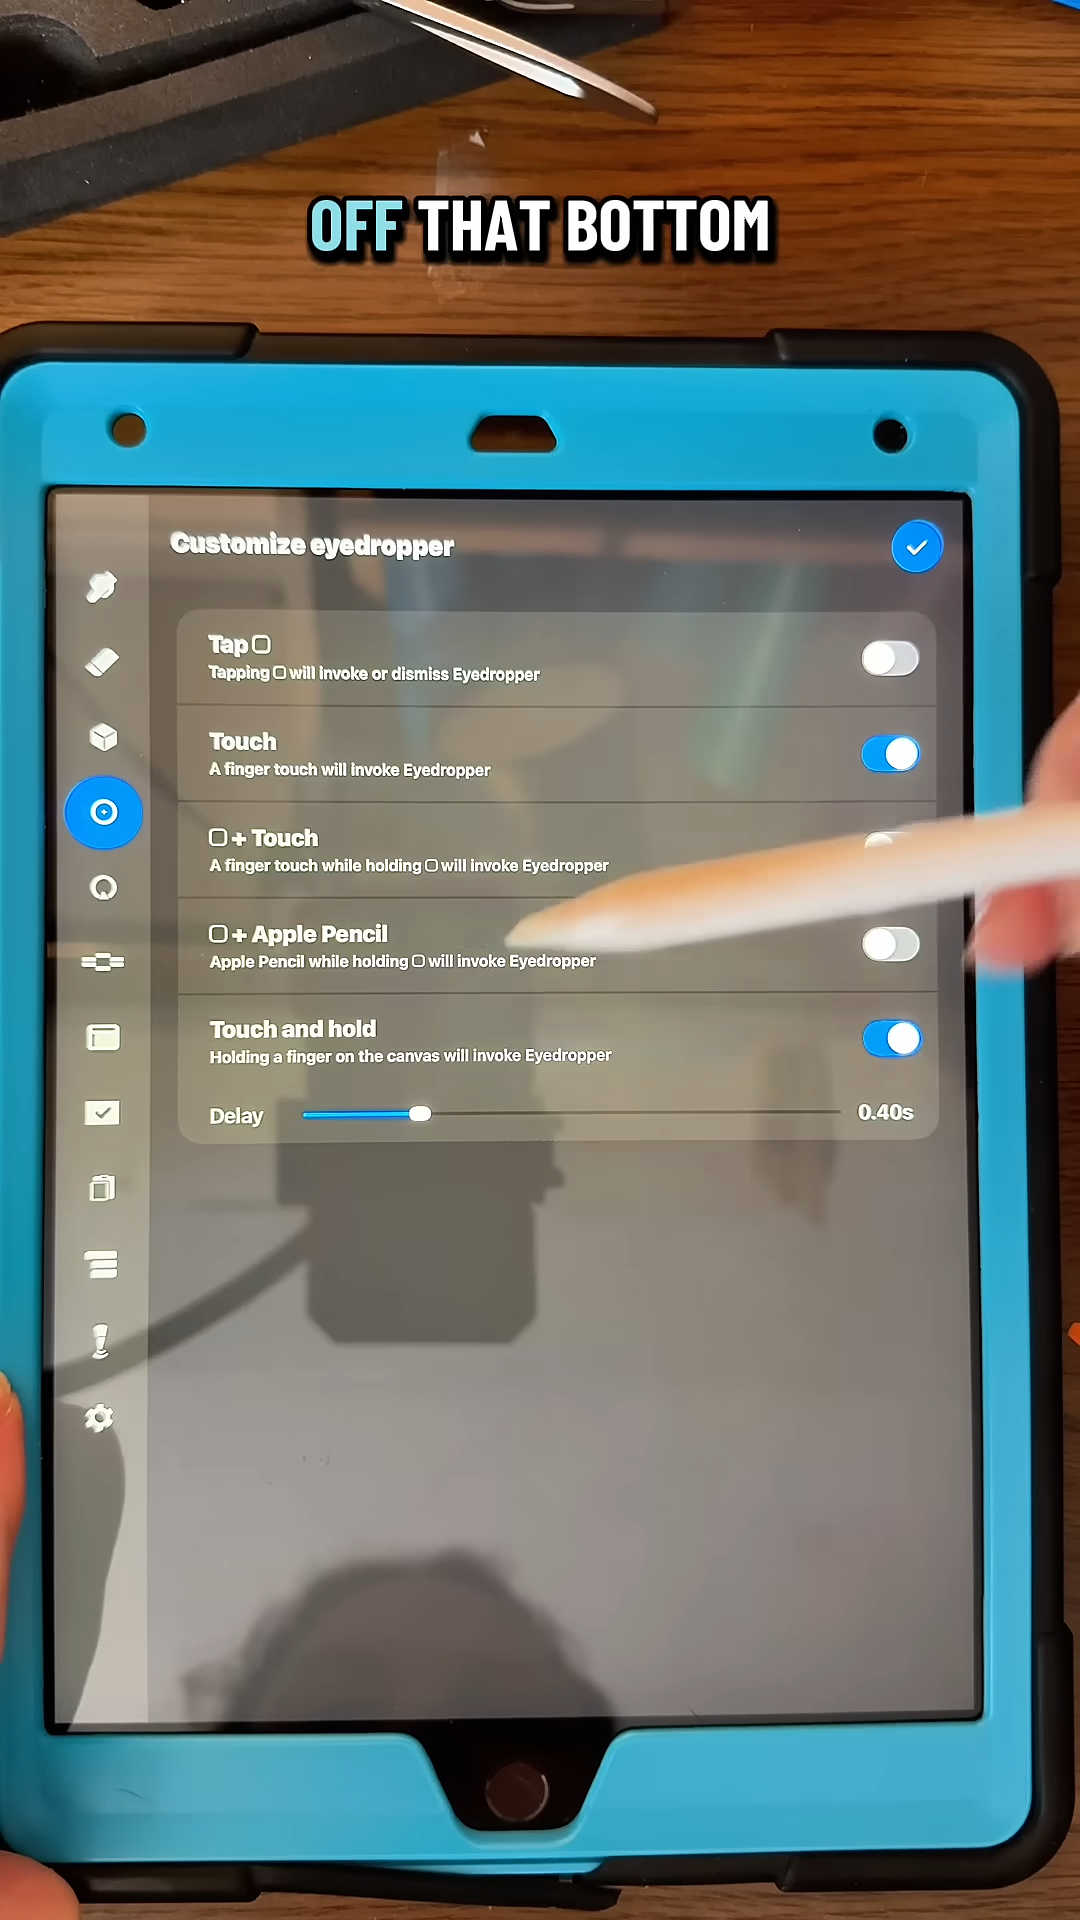 OFF THAT BOTTOM
Customize eyedropper
Tap
Tapping will invoke or dismiss Eyedropper
Touch
A finger touch will invoke Eyedropper
+ Touch
A finger touch while holding will invoke Eyedropper
+ Apple Pencil
Apple Pencil while holding will invoke Eyedropper
Touch and hold
Holding a finger on the canvas will invoke Eyedropper
Delay 0.40s